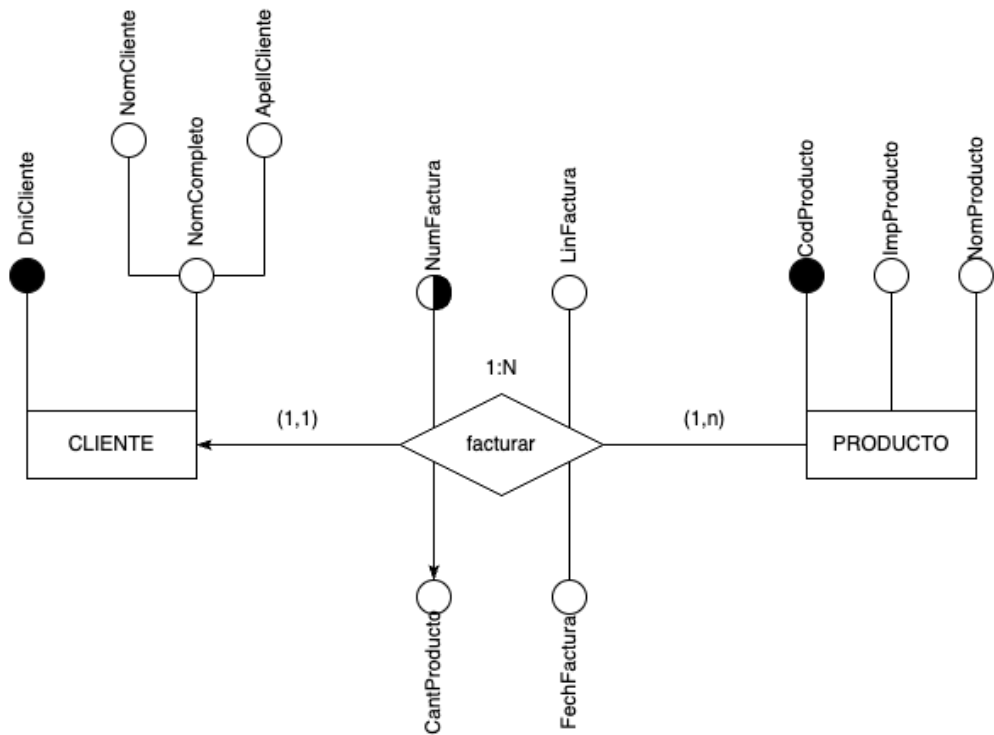 NomCliente
ApellCliente
DniCliente
NomCompleto
NumFactura
LinFactura
CodProducto
ImpProducto
NomProducto
1:N
CLIENTE
(1,1)
facturar
(1,n)
PRODUCTO
CantProducto
FechFactura